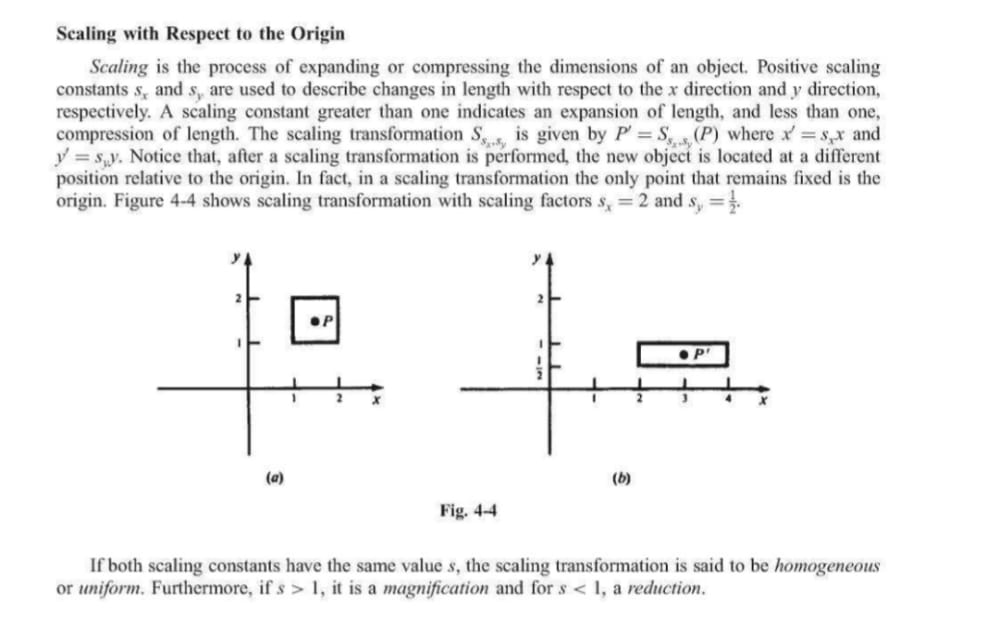 Scaling with Respect to the Origin
Scaling is the process of expanding or compressing the dimensions of an object. Positive scaling
constants sₓ and s_y are used to describe changes in length with respect to the x direction and y direction,
respectively. A scaling constant greater than one indicates an expansion of length, and less than one,
compression of length. The scaling transformation S_{sₓ,s_y} is given by P′ = S_{sₓ,s_y}(P) where x′ = sₓx and
y′ = s_y y. Notice that, after a scaling transformation is performed, the new object is located at a different
position relative to the origin. In fact, in a scaling transformation the only point that remains fixed is the
origin. Figure 4-4 shows scaling transformation with scaling factors sₓ = 2 and s_y = ½.
y
2
P
1
1 2 x
(a)
y
2
1
½
P′
1 2 3 4 x
(b)
Fig. 4-4
If both scaling constants have the same value s, the scaling transformation is said to be homogeneous
or uniform. Furthermore, if s > 1, it is a magnification and for s < 1, a reduction.